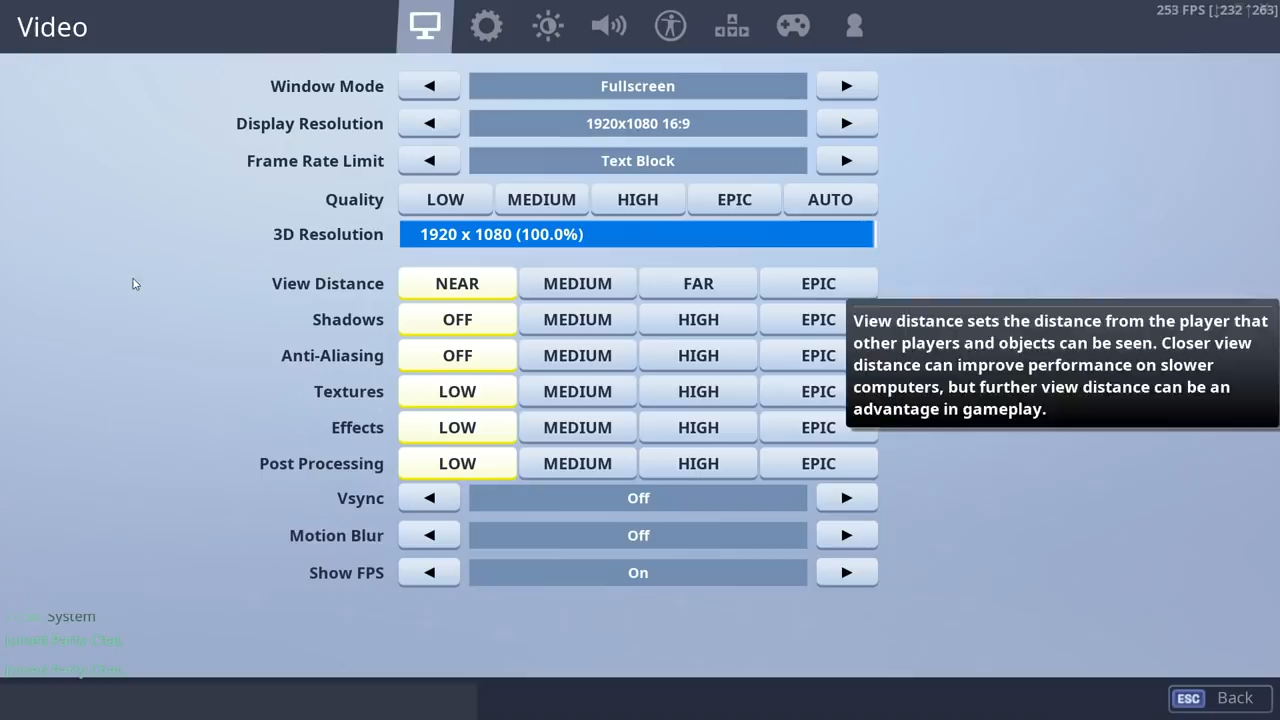 253 FPS [↓232 ↑263]
Video
Window Mode ◀ Fullscreen ▶
Display Resolution ◀ 1920x1080 16:9 ▶
Frame Rate Limit ◀ Text Block ▶
Quality LOW MEDIUM HIGH EPIC AUTO
3D Resolution 1920 x 1080 (100.0%)
View Distance NEAR MEDIUM FAR EPIC
Shadows OFF MEDIUM HIGH EPIC
Anti-Aliasing OFF MEDIUM HIGH EPIC
Textures LOW MEDIUM HIGH EPIC
Effects LOW MEDIUM HIGH EPIC
Post Processing LOW MEDIUM HIGH EPIC
View distance sets the distance from the player that
other players and objects can be seen. Closer view
distance can improve performance on slower
computers, but further view distance can be an
advantage in gameplay.
Vsync ◀ Off ▶
Motion Blur ◀ Off ▶
Show FPS ◀ On ▶
System
ESC Back